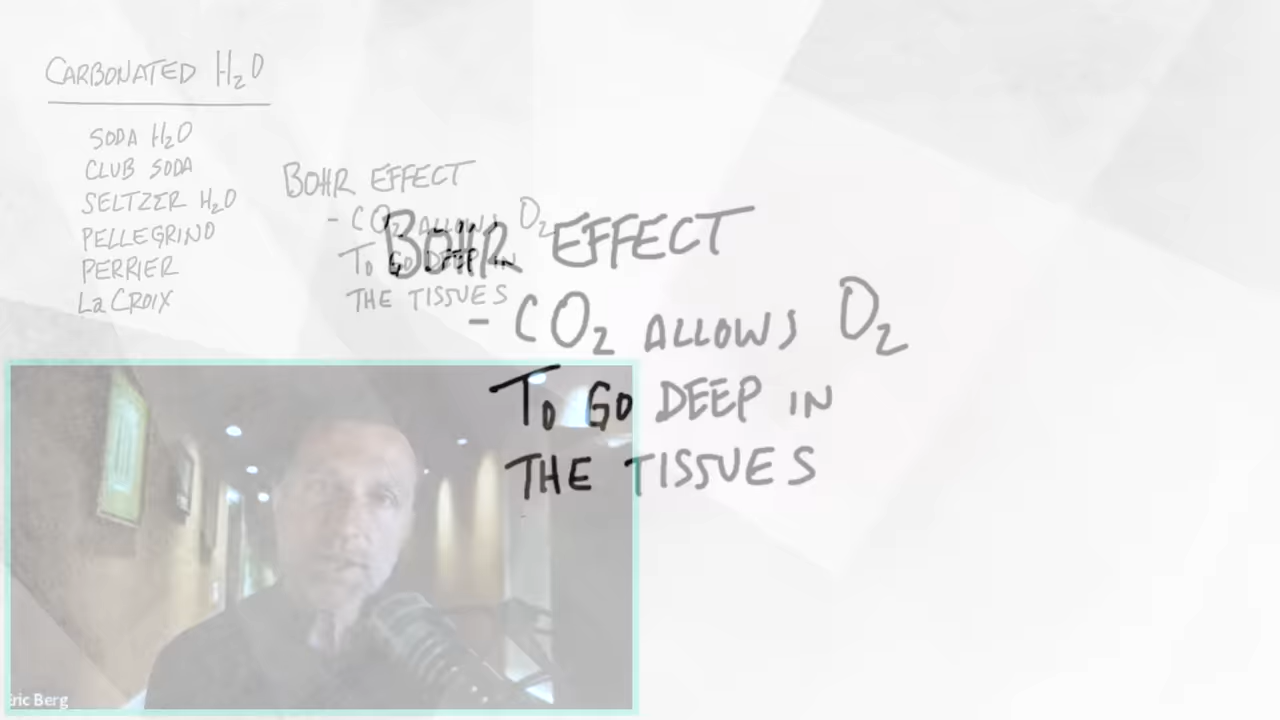 CARBONATED H2O
SODA H2O
CLUB SODA
SELTZER H2O
PELLEGRINO
PERRIER
La CROIX
BOHR EFFECT
- CO2 ALLOWS O2
TO GO DEEP IN
THE TISSUES
BOHR EFFECT
- CO2 ALLOWS O2
TO GO DEEP IN
THE TISSUES
Eric Berg